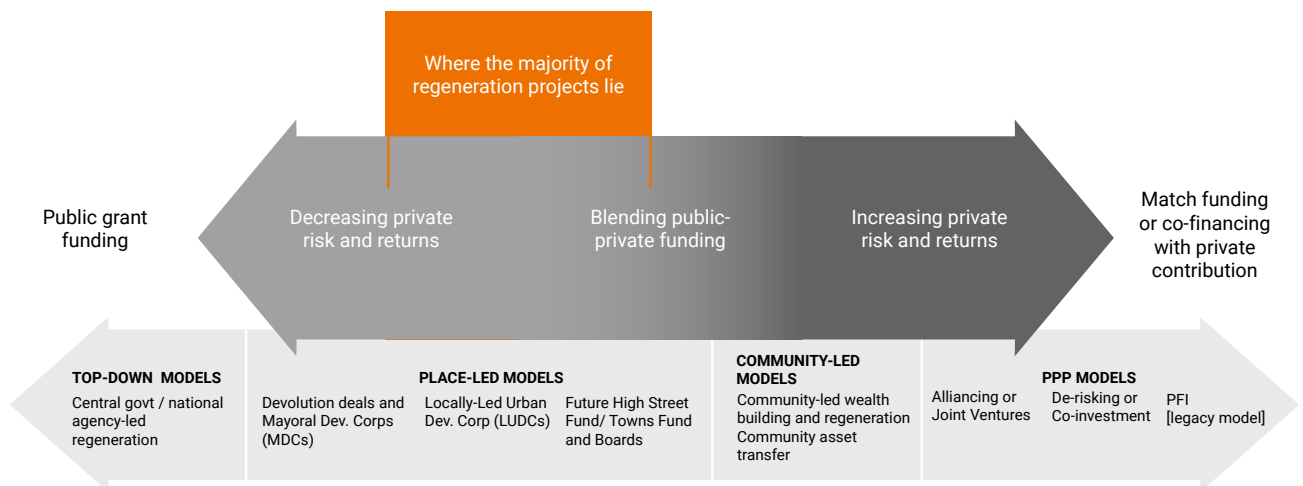 Where the majority of
regeneration projects lie
Public grant
funding
Decreasing private
risk and returns
Blending public-
private funding
Increasing private
risk and returns
Match funding
or co-financing
with private
contribution
TOP-DOWN MODELS
Central govt / national
agency-led
regeneration
PLACE-LED MODELS
Devolution deals and
Mayoral Dev. Corps
(MDCs)
Locally-Led Urban
Dev. Corp (LUDCs)
Future High Street
Fund/ Towns Fund
and Boards
COMMUNITY-LED
MODELS
Community-led wealth
building and regeneration
Community asset
transfer
PPP MODELS
Alliancing or
Joint Ventures
De-risking or
Co-investment
PFI
[legacy model]